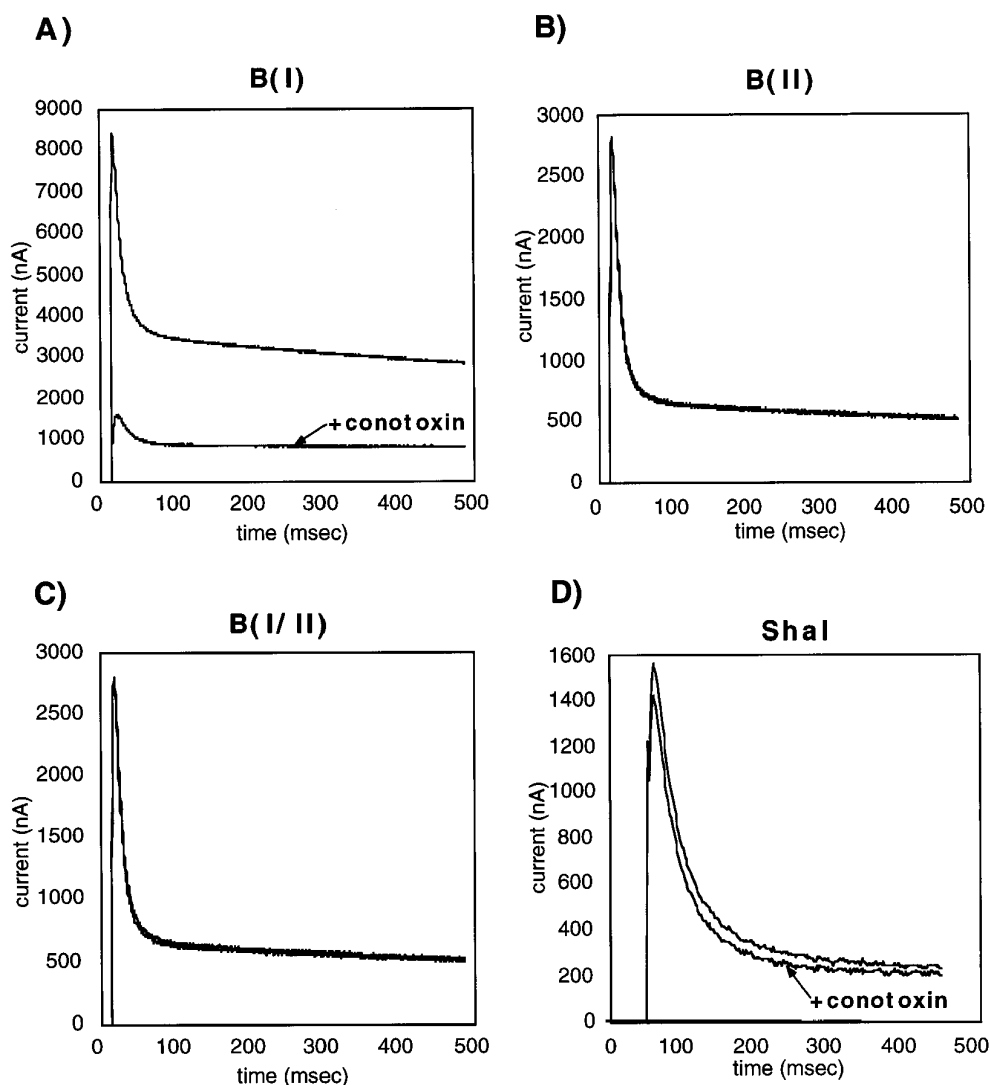 A)
B(I)
9000
8000
7000
6000
5000
4000
3000
2000
1000
0
current (nA)
+conotoxin
0 100 200 300 400 500
time (msec)
B)
B(II)
3000
2500
2000
1500
1000
500
0
current (nA)
0 100 200 300 400 500
time (msec)
C)
B(I/II)
3000
2500
2000
1500
1000
500
0
current (nA)
0 100 200 300 400 500
time (msec)
D)
Shal
1600
1400
1200
1000
800
600
400
200
0
current (nA)
+conotoxin
0 100 200 300 400 500
time (msec)